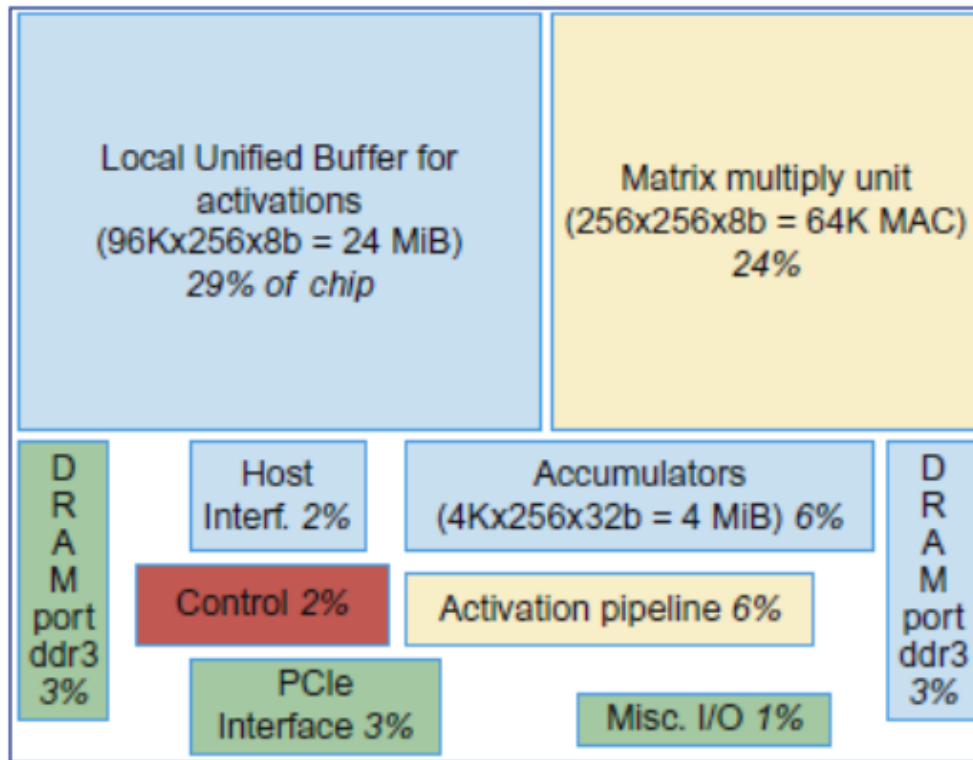 Local Unified Buffer for
activations
(96Kx256x8b = 24 MiB)
29% of chip
Matrix multiply unit
(256x256x8b = 64K MAC)
24%
D
R
A
M
port
ddr3
3%
Host
Interf. 2%
Accumulators
(4Kx256x32b = 4 MiB) 6%
D
R
A
M
port
ddr3
3%
Control 2%
Activation pipeline 6%
PCIe
Interface 3%
Misc. I/O 1%